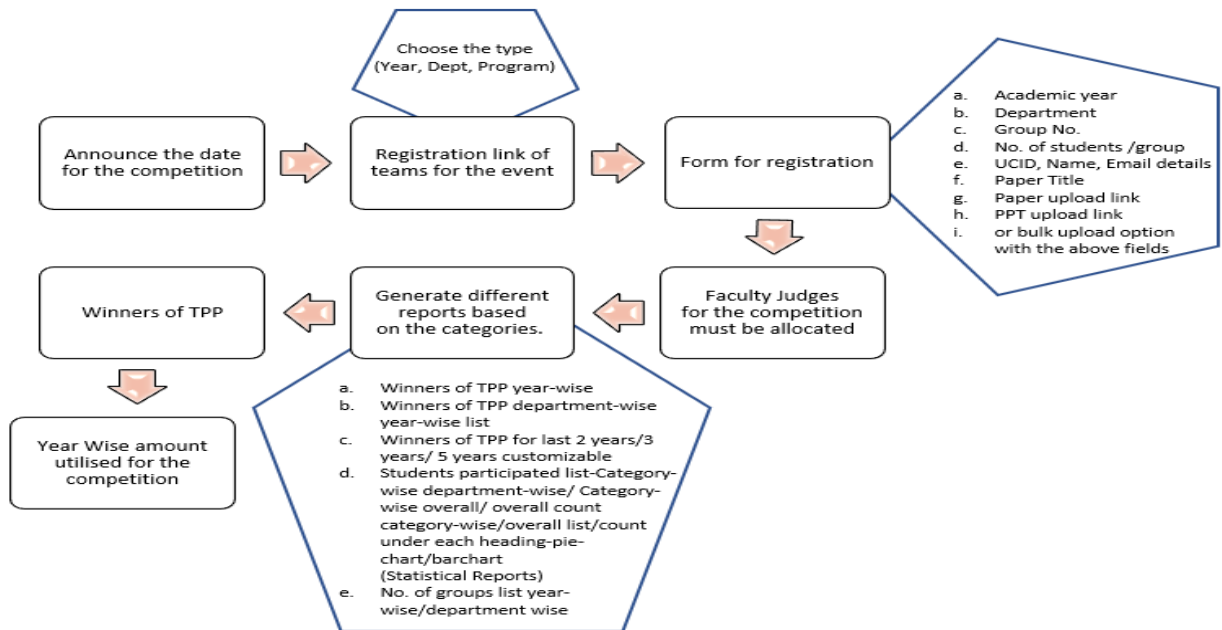 Choose the type
(Year, Dept, Program)
Announce the date
for the competition
Registration link of
teams for the event
Form for registration
a. Academic year
b. Department
c. Group No.
d. No. of students /group
e. UCID, Name, Email details
f. Paper Title
g. Paper upload link
h. PPT upload link
i. or bulk upload option
with the above fields
Faculty Judges
for the competition
must be allocated
Generate different
reports based
on the categories.
a. Winners of TPP year-wise
b. Winners of TPP department-wise
year-wise list
c. Winners of TPP for last 2 years/3
years/ 5 years customizable
d. Students participated list-Category-
wise department-wise/ Category-
wise overall/ overall count
category-wise/overall list/count
under each heading-pie-
chart/barchart
(Statistical Reports)
e. No. of groups list year-
wise/department wise
Winners of TPP
Year Wise amount
utilised for the
competition